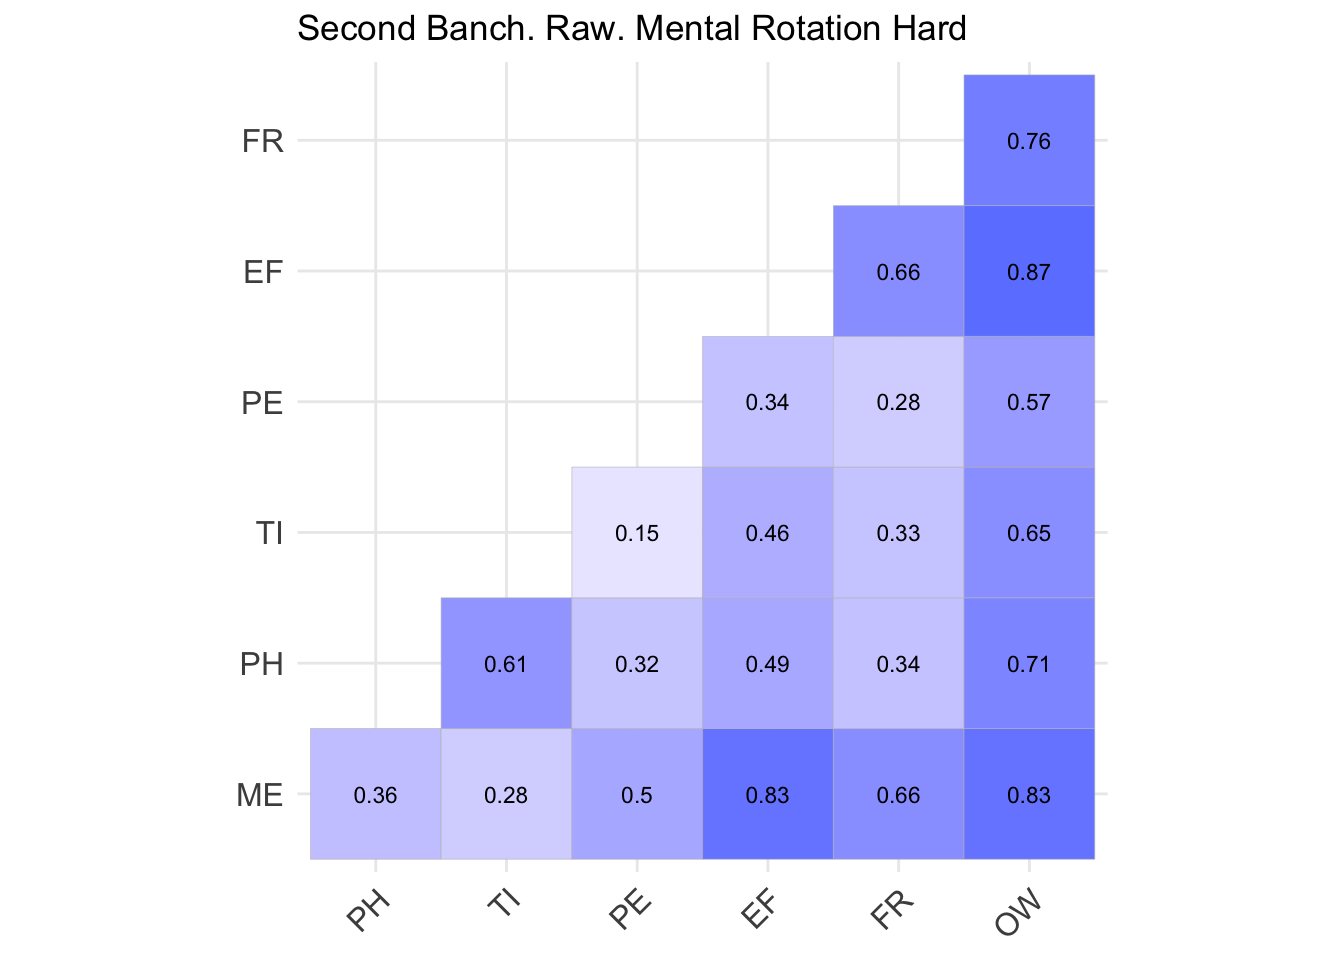 Second Banch. Raw. Mental Rotation Hard
FR 0.76
EF 0.66 0.87
PE 0.34 0.28 0.57
TI 0.15 0.46 0.33 0.65
PH 0.61 0.32 0.49 0.34 0.71
ME 0.36 0.28 0.5 0.83 0.66 0.83
PH TI PE EF FR OW